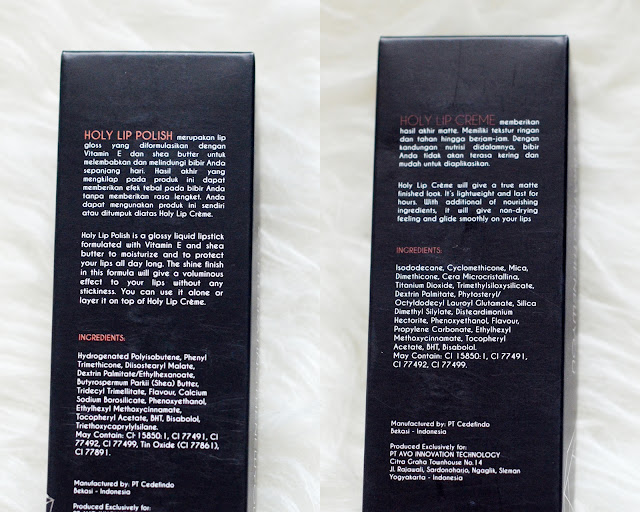 HOLY LIP POLISH merupakan lip
gloss yang diformulasikan dengan
Vitamin E dan shea butter untuk
melembabkan dan melindungi bibir Anda
sepanjang hari. Hasil akhir yang
mengkilap pada produk ini dapat
memberikan efek tebal pada bibir Anda
tanpa memberikan rasa lengket. Anda
dapat mengunakan produk ini sendiri
atau ditumpuk diatas Holy Lip Crème.
Holy Lip Polish is a glossy liquid lipstick
formulated with Vitamin E and shea
butter to moisturize and to protect
your lips all day long. The shine finish
in this formula will give a voluminous
effect to your lips without any
stickiness. You can use it alone or
layer it on top of Holy Lip Crème.
INGREDIENTS:
Hydrogenated Polyisobutene, Phenyl
Trimethicone, Diisostearyl Malate,
Dextrin Palmitate/Ethylhexanoate,
Butyrospermum Parkii (Shea) Butter,
Tridecyl Trimellitate, Flavour, Calcium
Sodium Borosilicate, Phenoxyethanol,
Ethylhexyl Methoxycinnamate,
Tocopheryl Acetate, BHT, Bisabolol,
Triethoxycaprylylsilane.
May Contain: CI 15850:1, CI 77491, CI
77492, CI 77499, Tin Oxide (CI 77861),
CI 77891.
Manufactured by: PT Cedefindo
Bekasi - Indonesia
Produced Exclusively for:
HOLY LIP CREME memberikan
hasil akhir matte. Memiliki tekstur ringan
dan tahan hingga berjam-jam. Dengan
kandungan nutrisi didalamnya, bibir
Anda tidak akan terasa kering dan
mudah untuk diaplikasikan.
Holy Lip Crème will give a true matte
finished look. It's lightweight and last for
hours. With additional of nourishing
ingredients, it will give non-drying
feeling and glide smoothly on your lips
INGREDIENTS:
Isododecane, Cyclomethicone, Mica,
Dimethicone, Cera Microcristallina,
Titanium Dioxide, Trimethylsiloxysilicate,
Dextrin Palmitate, Phytosteryl/
Octyldodecyl Lauroyl Glutamate, Silica
Dimethyl Silylate, Disteardimonium
Hectorite, Phenoxyethanol, Flavour,
Propylene Carbonate, Ethylhexyl
Methoxycinnamate, Tocopheryl
Acetate, BHT, Bisabolol.
May Contain: CI 15850:1, CI 77491,
CI 77492, CI 77499.
Manufactured by: PT Cedefindo
Bekasi - Indonesia
Produced Exclusively for:
PT AVO INNOVATION TECHNOLOGY
Citra Graha Townhouse No.14
Jl. Rajawali, Sardonoharjo, Ngaglik, Sleman
Yogyakarta - Indonesia